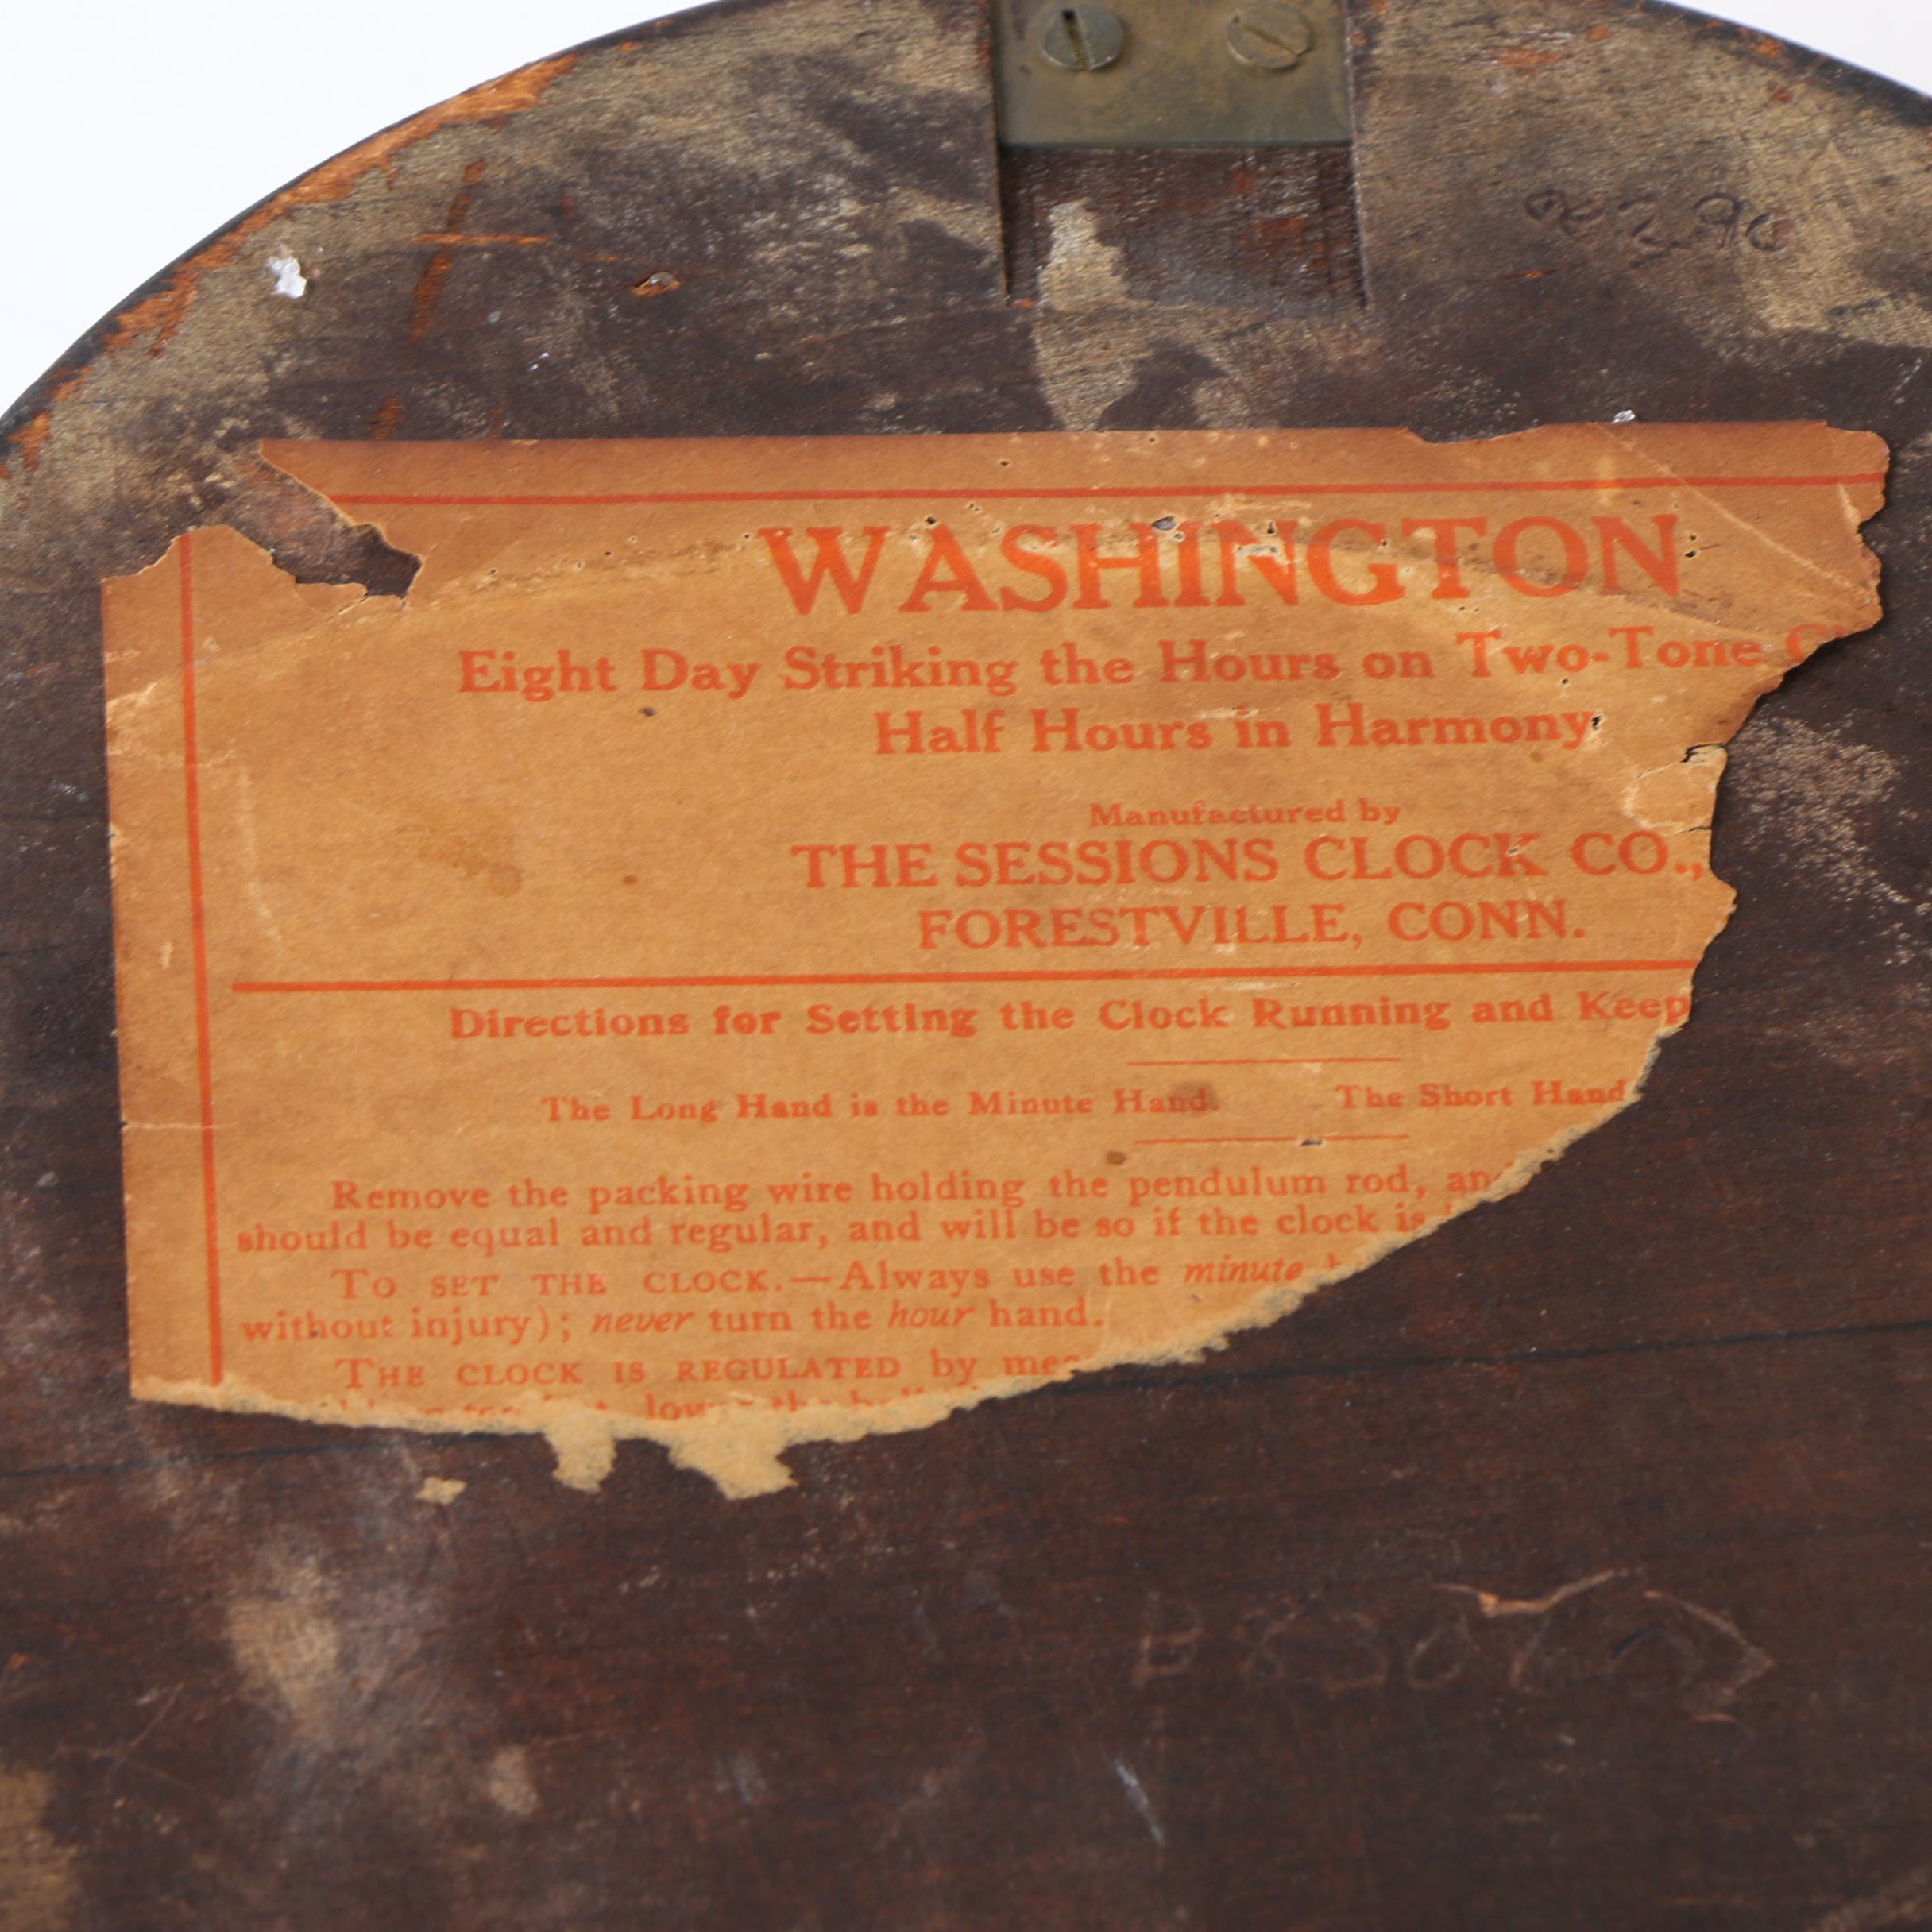 WASHINGTON
Eight Day Striking the Hours on Two-Tone
Half Hours in Harmony
Manufactured by
THE SESSIONS CLOCK CO.,
FORESTVILLE, CONN.
Directions for Setting the Clock Running and Keep
The Long Hand is the Minute Hand. The Short Hand
Remove the packing wire holding the pendulum rod, an
should be equal and regular, and will be so if the clock is
TO SET THE CLOCK.—Always use the minute
without injury); never turn the hour hand.
THE CLOCK IS REGULATED by